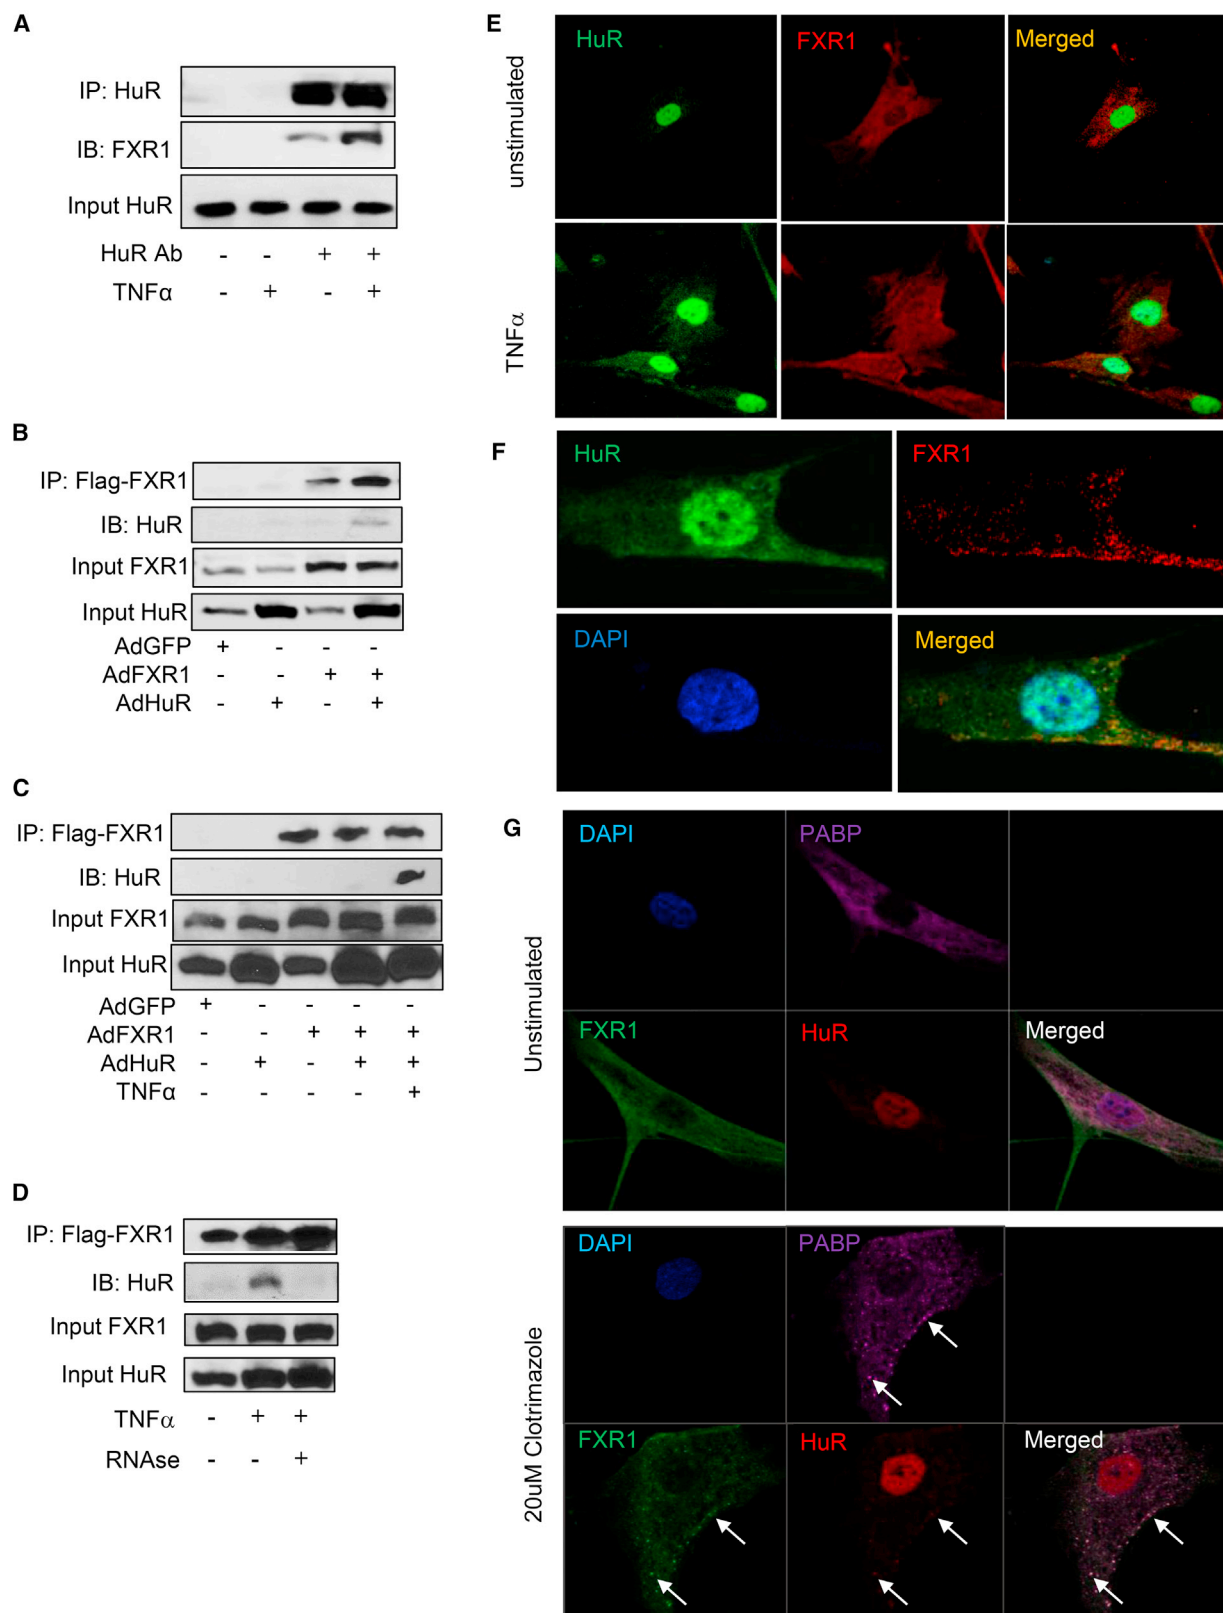 A
IP: HuR
IB: FXR1
Input HuR
HuR Ab - - + +
TNFα - + - +
B
IP: Flag-FXR1
IB: HuR
Input FXR1
Input HuR
AdGFP + - - -
AdFXR1 - - + +
AdHuR - + - +
C
IP: Flag-FXR1
IB: HuR
Input FXR1
Input HuR
AdGFP + - - - -
AdFXR1 - - + + +
AdHuR - + - + +
TNFα - - - - +
D
IP: Flag-FXR1
IB: HuR
Input FXR1
Input HuR
TNFα - + +
RNAse - - +
E
unstimulated
HuR FXR1 Merged
TNFα
F
HuR FXR1
DAPI Merged
G
Unstimulated
DAPI PABP
FXR1 HuR Merged
20uM Clotrimazole
DAPI PABP
FXR1 HuR Merged